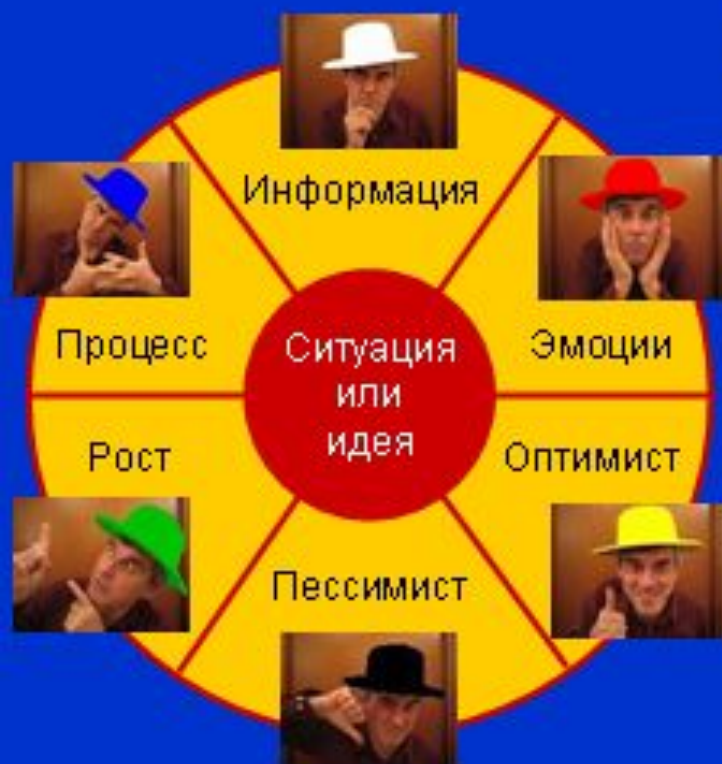 Информация
Процесс
Ситуация
или
идея
Эмоции
Рост
Оптимист
Пессимист